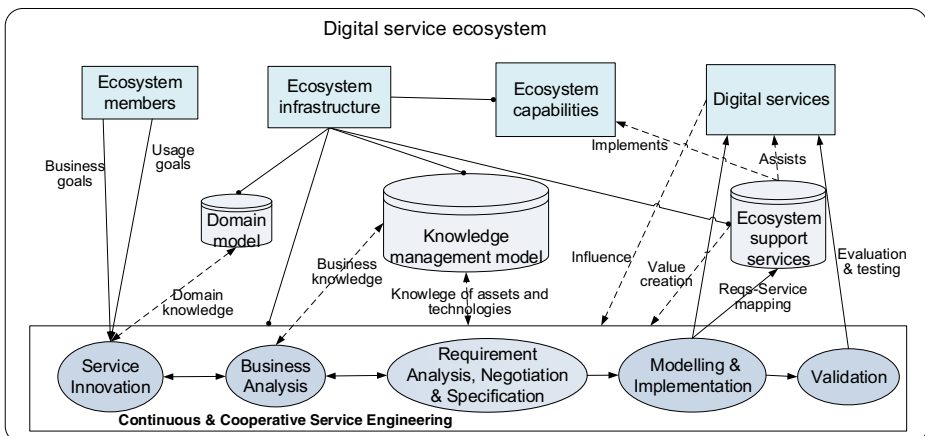 Digital service ecosystem
Ecosystem
members
Ecosystem
infrastructure
Ecosystem
capabilities
Digital services
Implements
Assists
Business
goals
Usage
goals
Domain
model
Knowledge
management model
Ecosystem
support
services
Domain
knowledge
Business
knowledge
Knowlege of assets and
technologies
Influence
Value
creation
Reqs-Service
mapping
Evaluation
& testing
Service
Innovation
Business
Analysis
Requirement
Analysis, Negotiation
& Specification
Modelling &
Implementation
Validation
Continuous & Cooperative Service Engineering